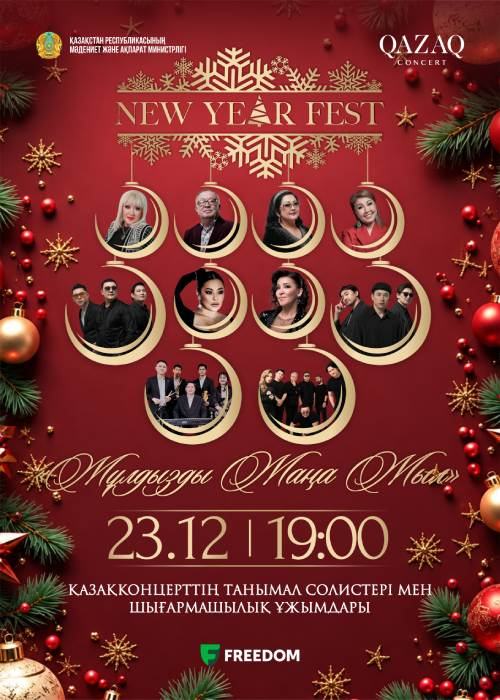 ҚАЗАҚСТАН РЕСПУБЛИКАСЫНЫҢ
МӘДЕНИЕТ ЖӘНЕ АҚПАРАТ МИНИСТРЛІГІ
QAZAQ
CONCERT
NEW YEAR FEST
«Жұлдызды Жаңа Жыл»
23.12 | 19:00
ҚАЗАҚКОНЦЕРТТІҢ ТАНЫМАЛ СОЛИСТЕРІ МЕН
ШЫҒАРМАШЫЛЫҚ ҰЖЫМДАРЫ
FREEDOM